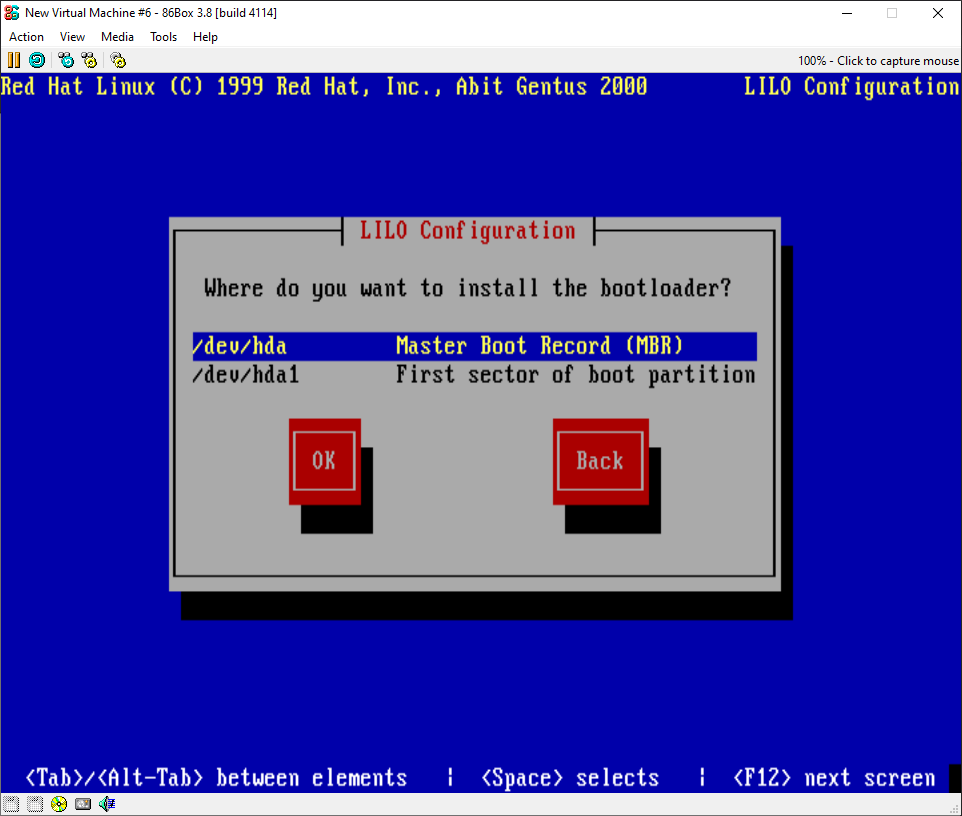 New Virtual Machine #6 - 86Box 3.8 [build 4114]
Action View Media Tools Help
100% - Click to capture mouse
Red Hat Linux (C) 1999 Red Hat, Inc., Abit Gentus 2000 LILO Configuration
LILO Configuration
Where do you want to install the bootloader?
/dev/hda Master Boot Record (MBR)
/dev/hda1 First sector of boot partition
OK Back
<Tab>/<Alt-Tab> between elements | <Space> selects | <F12> next screen